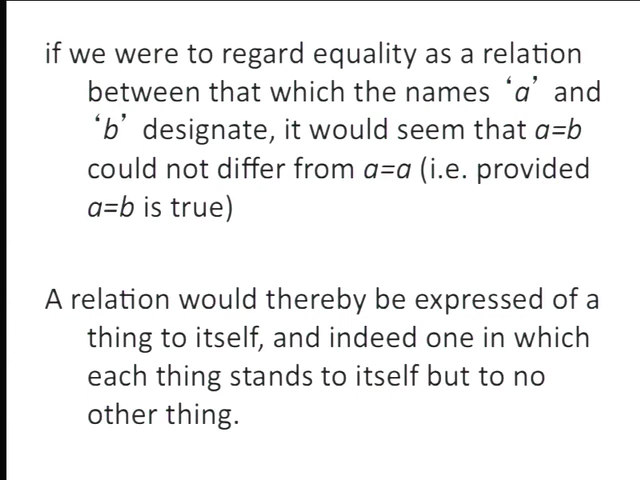 if we were to regard equality as a relation
between that which the names ‘a’ and
‘b’ designate, it would seem that a=b
could not differ from a=a (i.e. provided
a=b is true)
A relation would thereby be expressed of a
thing to itself, and indeed one in which
each thing stands to itself but to no
other thing.